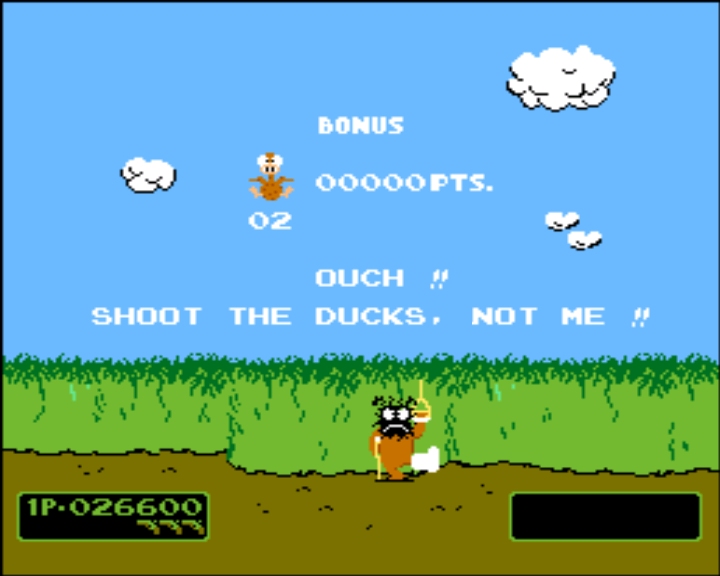 BONUS
00000PTS.
02
OUCH !!
SHOOT THE DUCKS, NOT ME !!
1P·026600